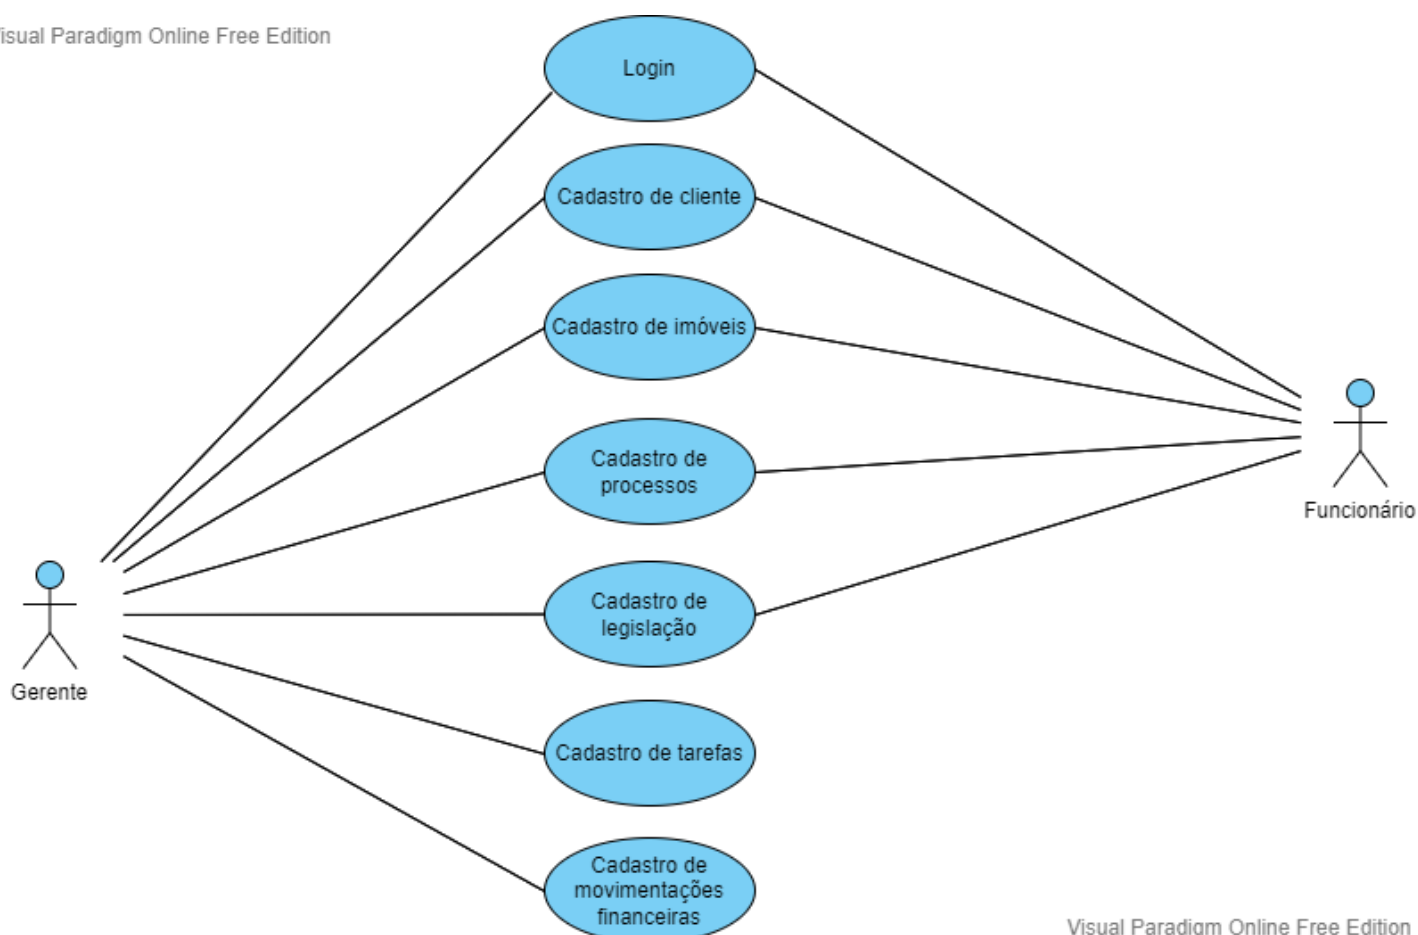 isual Paradigm Online Free Edition
Login
Cadastro de cliente
Cadastro de imóveis
Cadastro de
processos
Funcionário
Cadastro de
legislação
Gerente
Cadastro de tarefas
Cadastro de
movimentações
financeiras
Visual Paradigm Online Free Edition